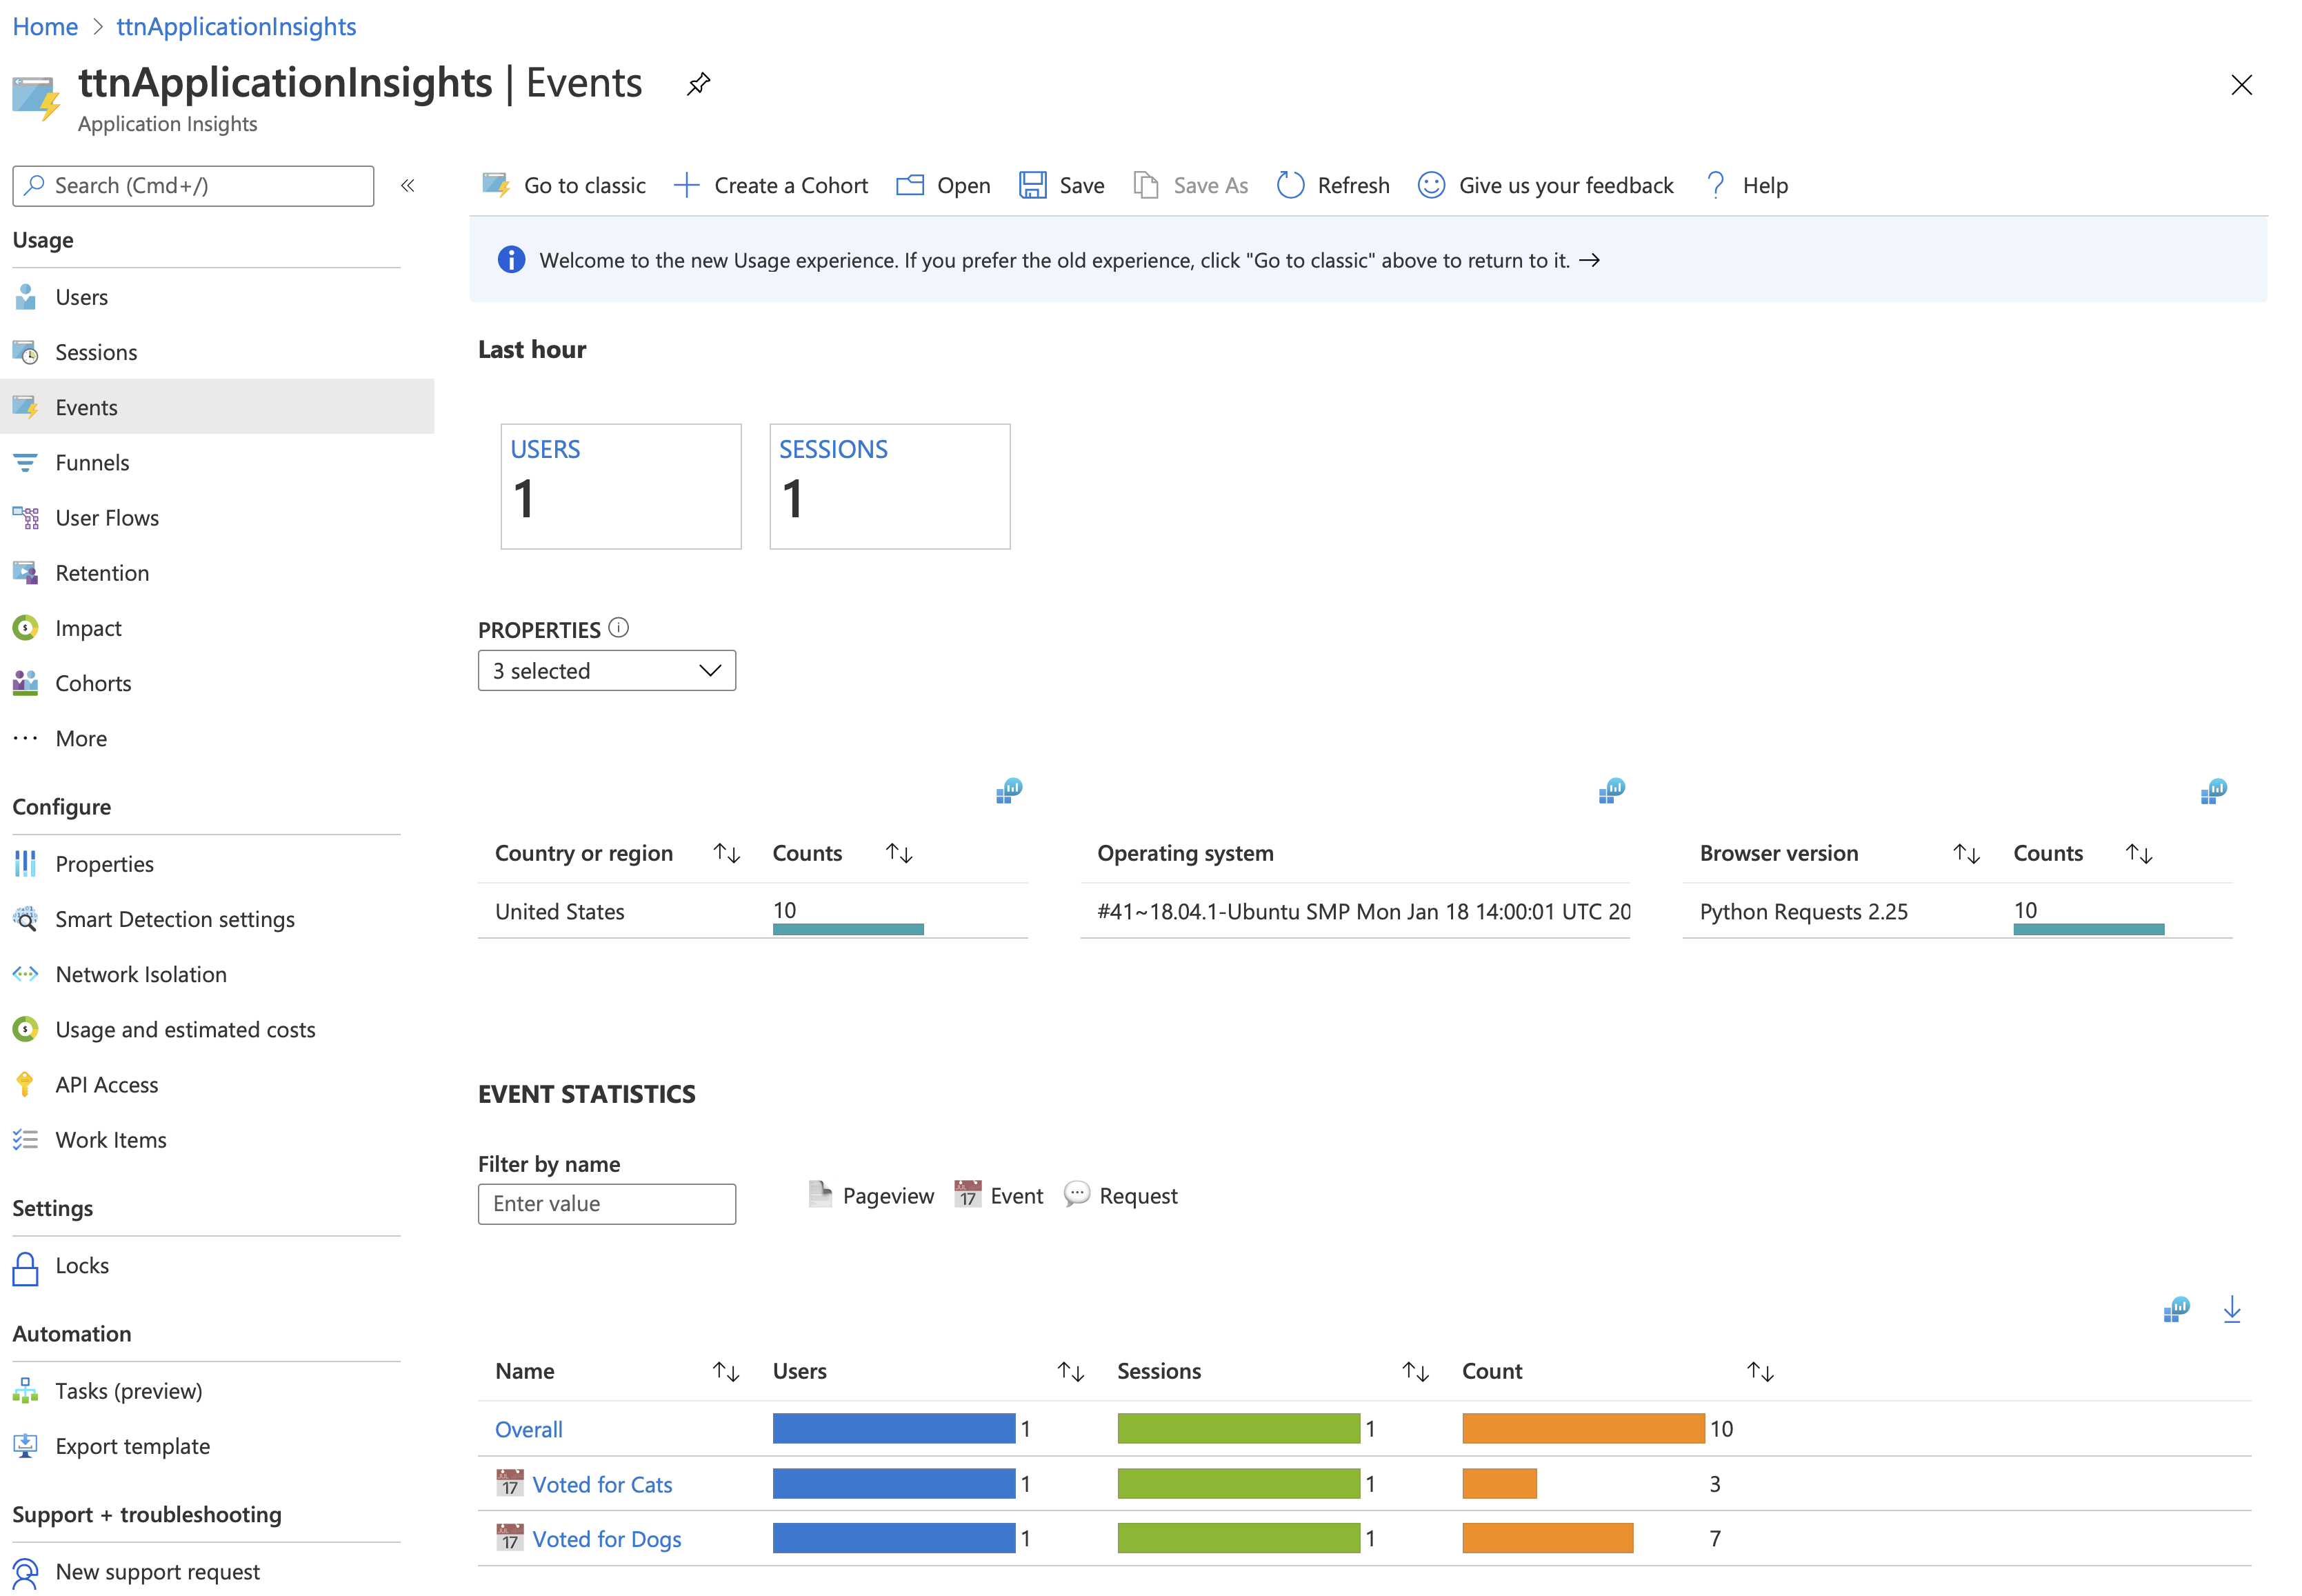 Home > ttnApplicationInsights
ttnApplicationInsights | Events
Application Insights
Search (Cmd+/)
«
Usage
Users
Sessions
Events
Funnels
User Flows
Retention
Impact
Cohorts
More
Configure
Properties
Smart Detection settings
Network Isolation
Usage and estimated costs
API Access
Work Items
Settings
Locks
Automation
Tasks (preview)
Export template
Support + troubleshooting
New support request
Go to classic Create a Cohort Open Save Save As Refresh Give us your feedback ? Help
Welcome to the new Usage experience. If you prefer the old experience, click "Go to classic" above to return to it. →
Last hour
USERS
1
SESSIONS
1
PROPERTIES
3 selected
Country or region ↑↓ Counts ↑↓
United States 10
Operating system
#41~18.04.1-Ubuntu SMP Mon Jan 18 14:00:01 UTC 20
Browser version ↑↓ Counts ↑↓
Python Requests 2.25 10
EVENT STATISTICS
Filter by name
Enter value
Pageview 17 Event Request
Name ↑↓ Users ↑↓ Sessions ↑↓ Count ↑↓
Overall 1 1 10
17 Voted for Cats 1 1 3
17 Voted for Dogs 1 1 7